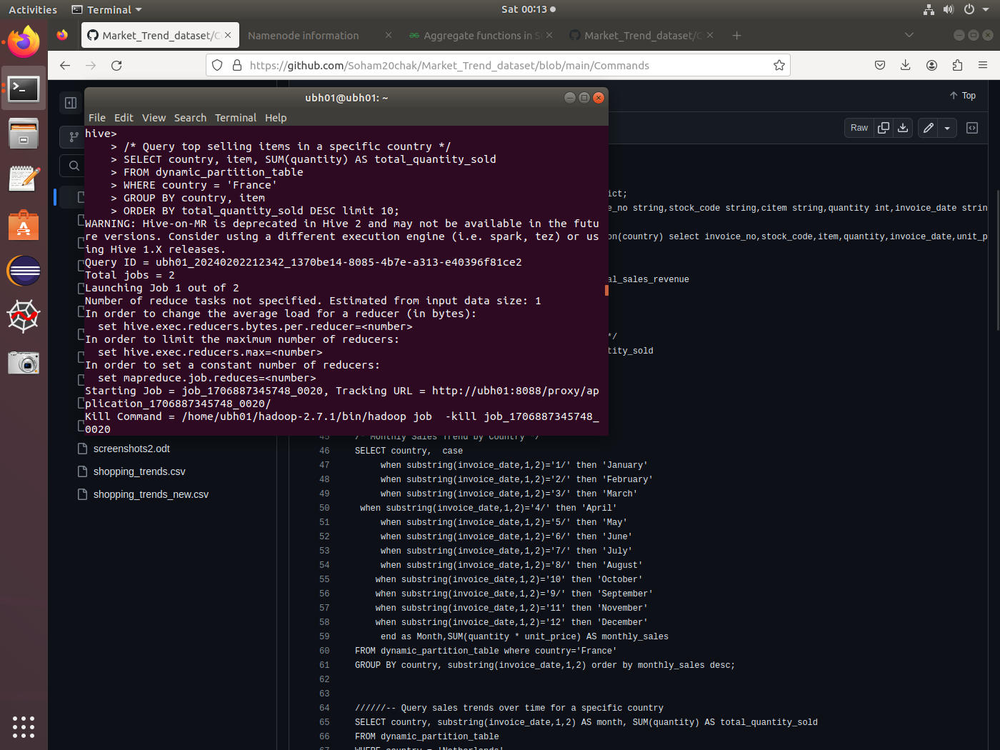 Activities
Terminal
Sat 00:13
Market_Trend_dataset/C
Namenode information
Aggregate functions in S
Market_Trend_dataset/C
https://github.com/Soham20chak/Market_Trend_dataset/blob/main/Commands
Top
Raw
ubh01@ubh01: ~
File Edit View Search Terminal Help
hive>
> /* Query top selling items in a specific country */
> SELECT country, item, SUM(quantity) AS total_quantity_sold
> FROM dynamic_partition_table
> WHERE country = 'France'
> GROUP BY country, item
> ORDER BY total_quantity_sold DESC limit 10;
WARNING: Hive-on-MR is deprecated in Hive 2 and may not be available in the futu
re versions. Consider using a different execution engine (i.e. spark, tez) or us
ing Hive 1.X releases.
Query ID = ubh01_20240202212342_1370be14-8085-4b7e-a313-e40396f81ce2
Total jobs = 2
Launching Job 1 out of 2
Number of reduce tasks not specified. Estimated from input data size: 1
In order to change the average load for a reducer (in bytes):
set hive.exec.reducers.bytes.per.reducer=<number>
In order to limit the maximum number of reducers:
set hive.exec.reducers.max=<number>
In order to set a constant number of reducers:
set mapreduce.job.reduces=<number>
Starting Job = job_1706887345748_0020, Tracking URL = http://ubh01:8088/proxy/ap
plication_1706887345748_0020/
Kill Command = /home/ubh01/hadoop-2.7.1/bin/hadoop job  -kill job_1706887345748_
0020
ict;
e_no string,stock_code string,citem string,quantity int,invoice_date strin
on(country) select invoice_no,stock_code,item,quantity,invoice_date,unit_p
al_sales_revenue
*/
tity_sold
screenshots2.odt
shopping_trends.csv
shopping_trends_new.csv
45 /* Monthly Sales Trend by Country */
46 SELECT country,  case
47 when substring(invoice_date,1,2)='1/' then 'January'
48 when substring(invoice_date,1,2)='2/' then 'February'
49 when substring(invoice_date,1,2)='3/' then 'March'
50 when substring(invoice_date,1,2)='4/' then 'April'
51 when substring(invoice_date,1,2)='5/' then 'May'
52 when substring(invoice_date,1,2)='6/' then 'June'
53 when substring(invoice_date,1,2)='7/' then 'July'
54 when substring(invoice_date,1,2)='8/' then 'August'
55 when substring(invoice_date,1,2)='10' then 'October'
56 when substring(invoice_date,1,2)='9/' then 'September'
57 when substring(invoice_date,1,2)='11' then 'November'
58 when substring(invoice_date,1,2)='12' then 'December'
59 end as Month,SUM(quantity * unit_price) AS monthly_sales
60 FROM dynamic_partition_table where country='France'
61 GROUP BY country, substring(invoice_date,1,2) order by monthly_sales desc;
62
63
64 //////-- Query sales trends over time for a specific country
65 SELECT country, substring(invoice_date,1,2) AS month, SUM(quantity) AS total_quantity_sold
66 FROM dynamic_partition_table
67 WHERE country = 'Netherlands'